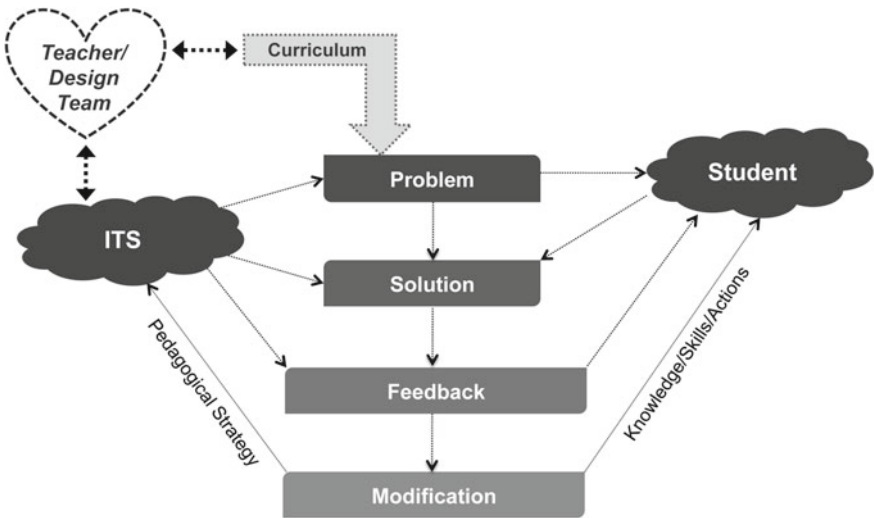 Teacher/
Design
Team
Curriculum
Problem
Student
ITS
Solution
Pedagogical Strategy
Feedback
Knowledge/Skills/Actions
Modification